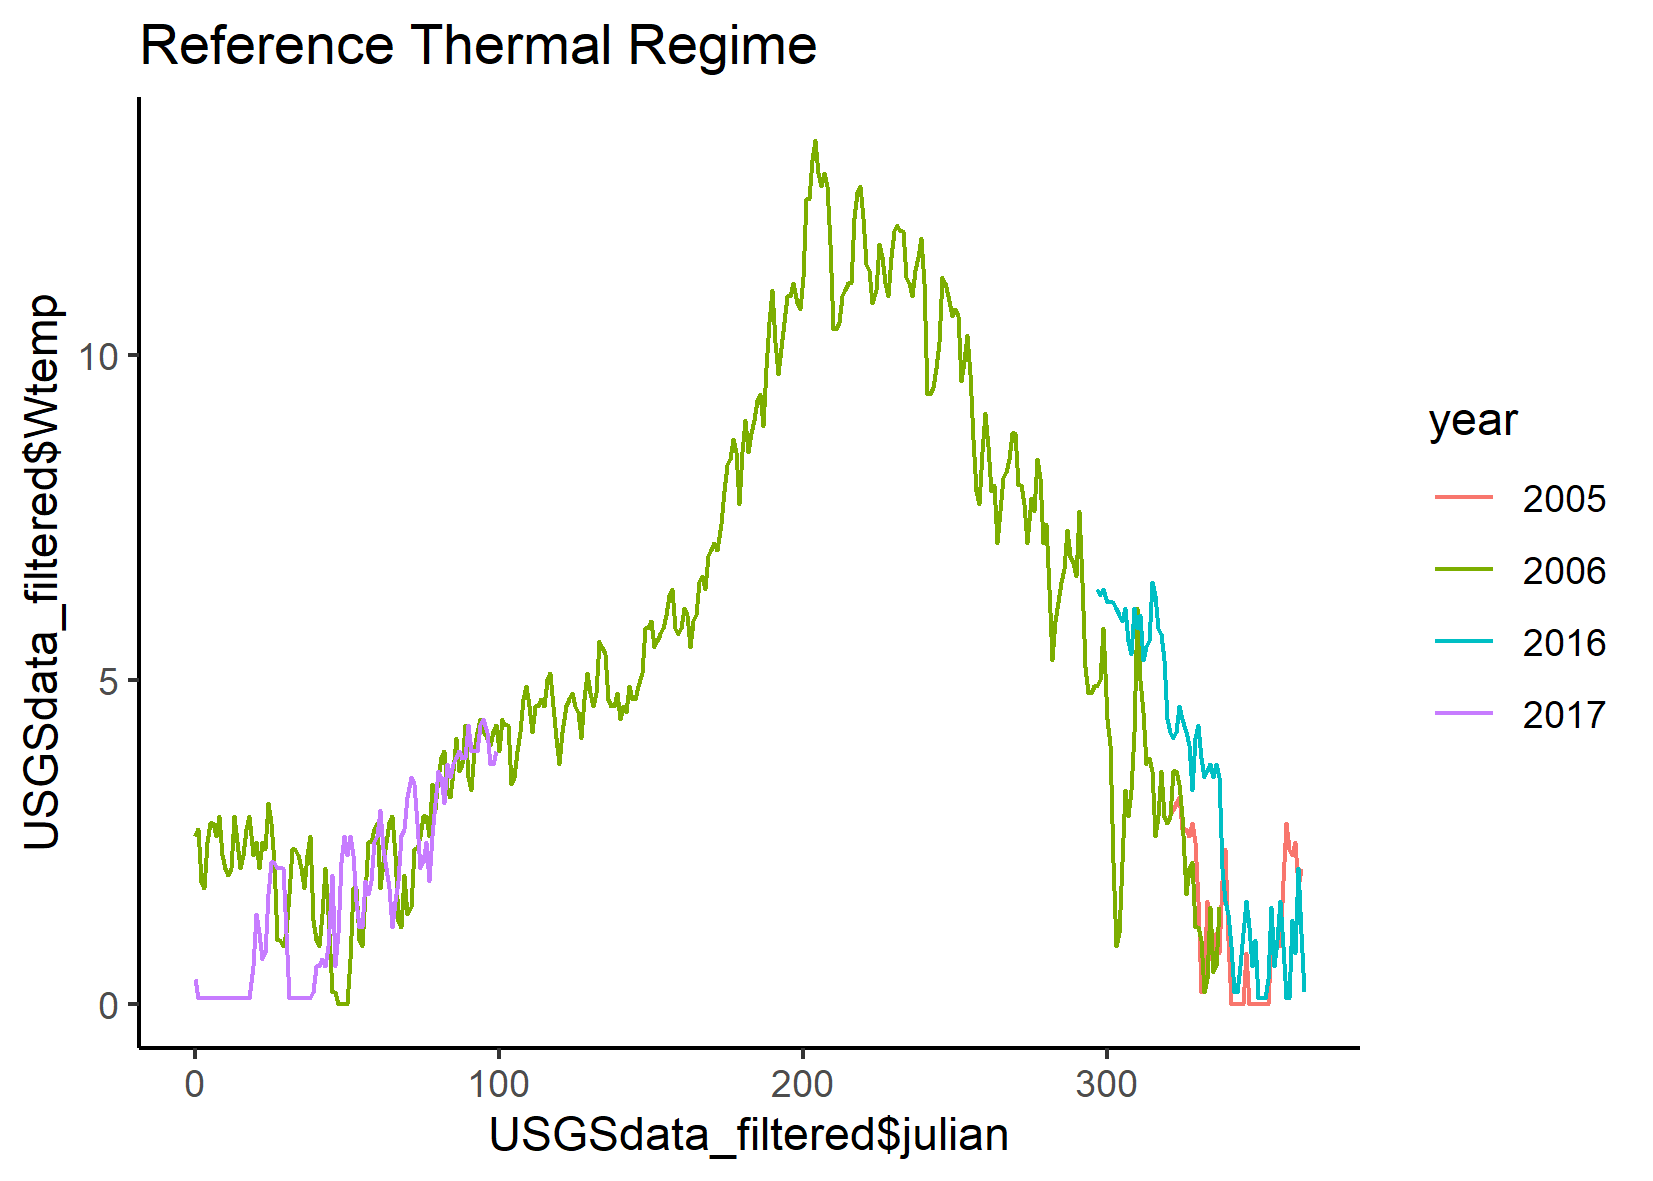 Reference Thermal Regime
USGSdata_filtered$Wtemp
10
5
0
0 100 200 300
USGSdata_filtered$julian
year
2005
2006
2016
2017